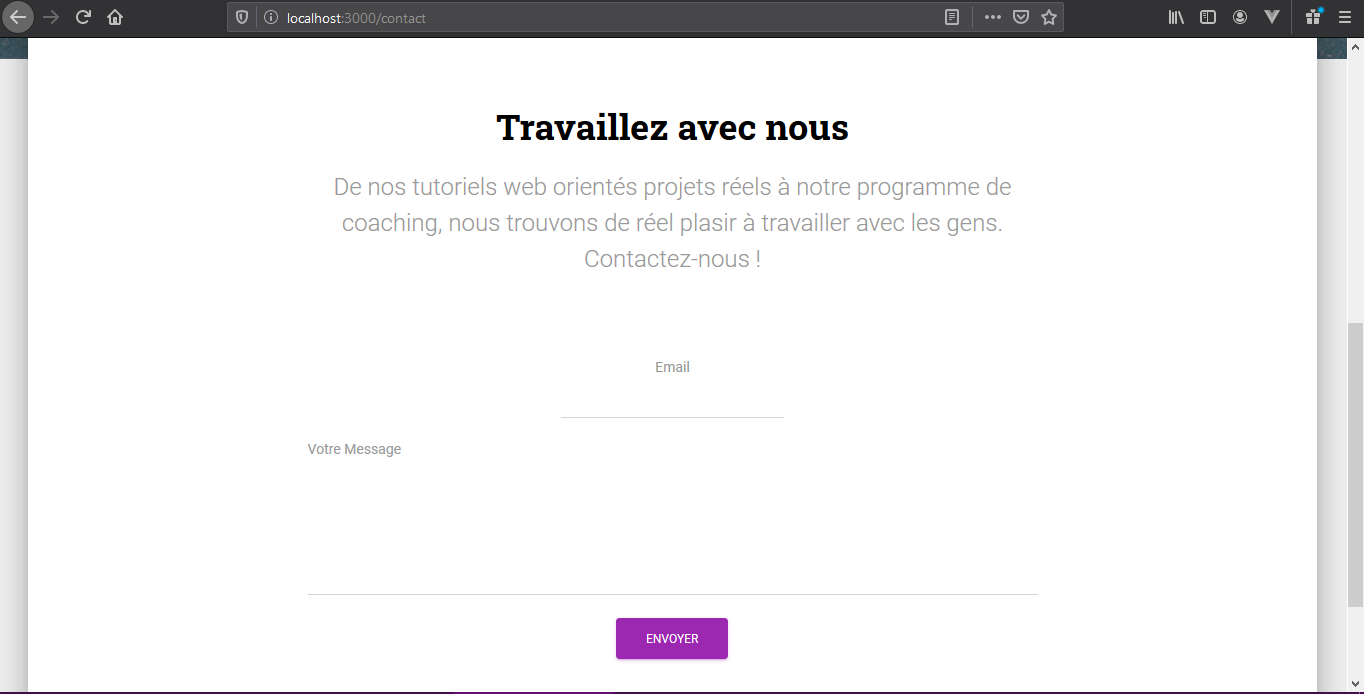 localhost:3000/contact
Travaillez avec nous
De nos tutoriels web orientés projets réels à notre programme de
coaching, nous trouvons de réel plasir à travailler avec les gens.
Contactez-nous !
Email
Votre Message
ENVOYER